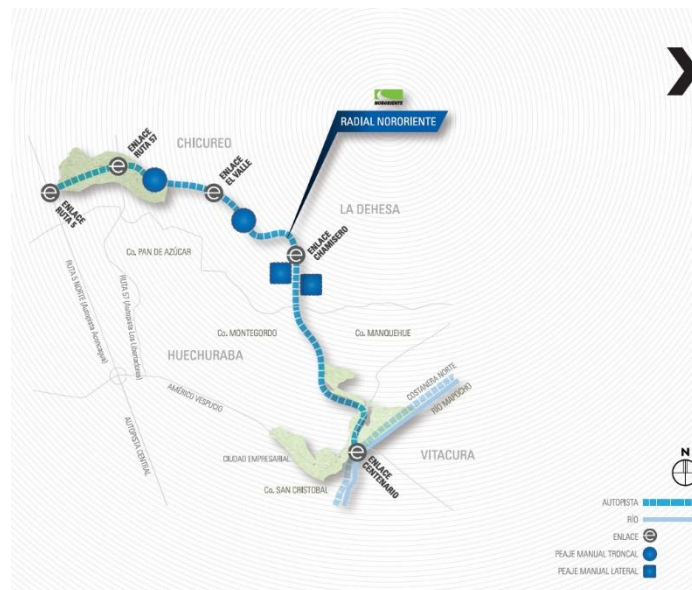 NORORIENTE
RADIAL NORORIENTE
CHICUREO
ENLACE
RUTA 57
ENLACE
EL VALLE
ENLACE
RUTA 5
LA DEHESA
ENLACE
CHAMISERO
Co. PAN DE AZÚCAR
RUTA 5 NORTE (Autopista Aconcagua)
RUTA 57 (Autopista Los Libertadores)
Co. MONTEGORDO
Co. MANQUEHUE
HUECHURABA
AMÉRICO VESPUCIO
COSTANERA NORTE
RÍO MAPOCHO
AUTOPISTA
CENTRAL
CIUDAD EMPRESARIAL
VITACURA
ENLACE
CENTENARIO
Co. SAN CRISTOBAL
N
AUTOPISTA
RÍO
ENLACE
PEAJE MANUAL TRONCAL
PEAJE MANUAL LATERAL